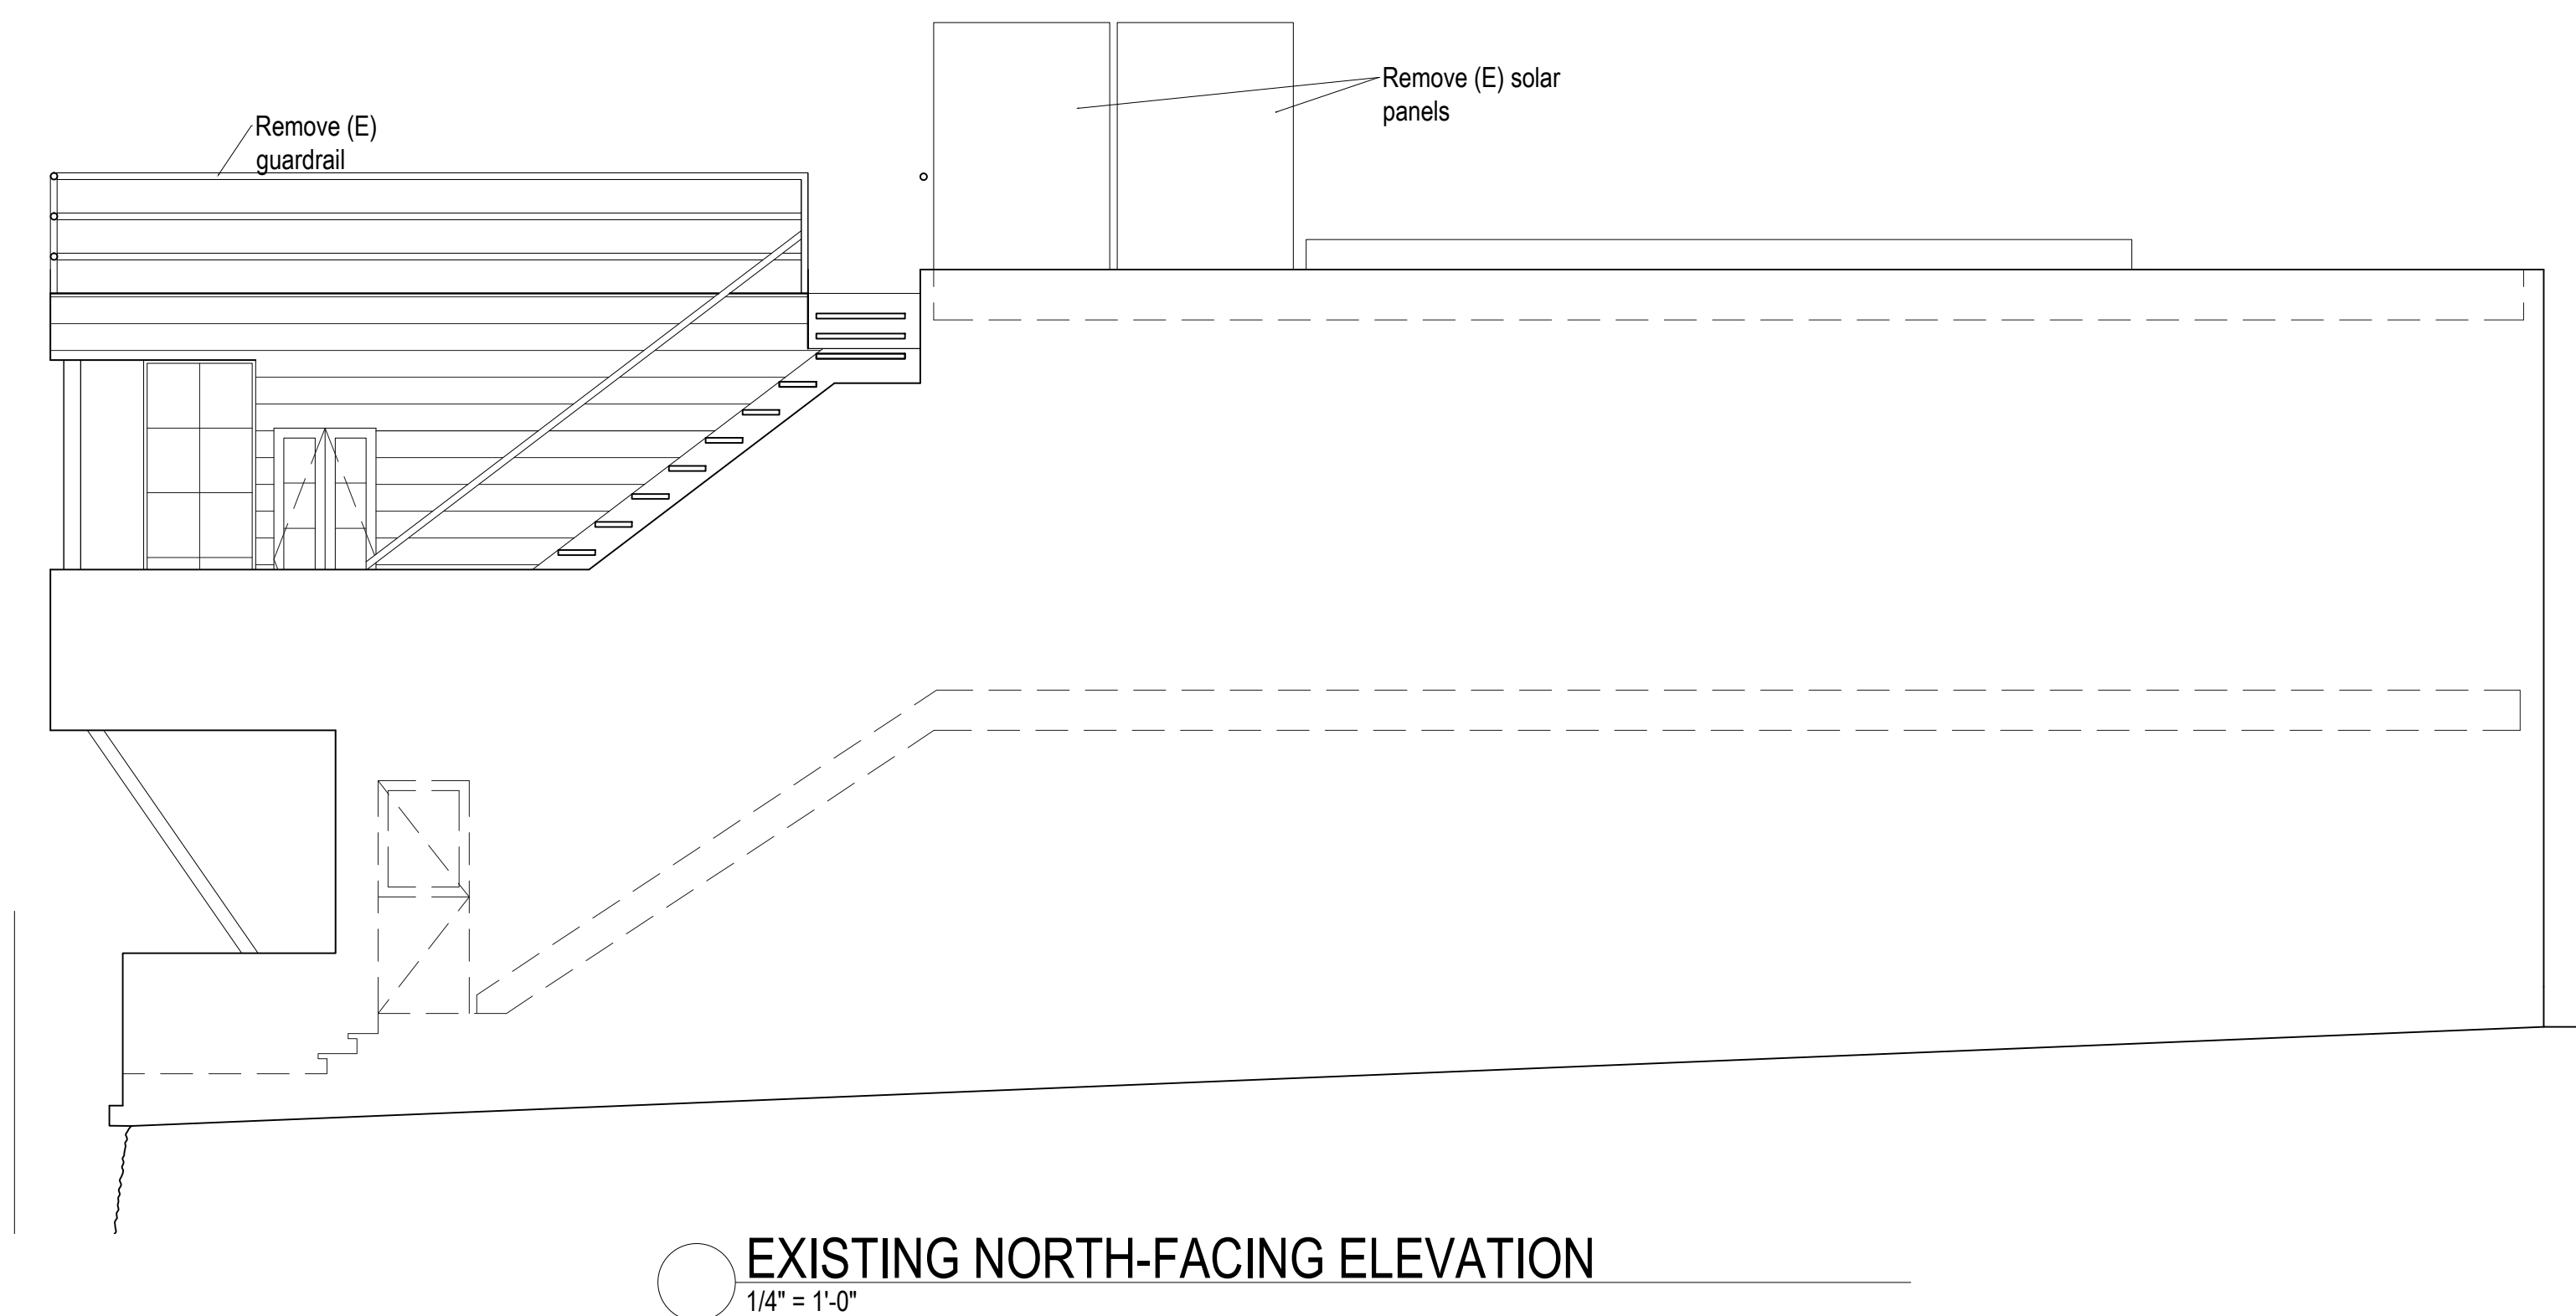 Remove (E) solar
panels
Remove (E)
guardrail
EXISTING NORTH-FACING ELEVATION
1/4" = 1'-0"